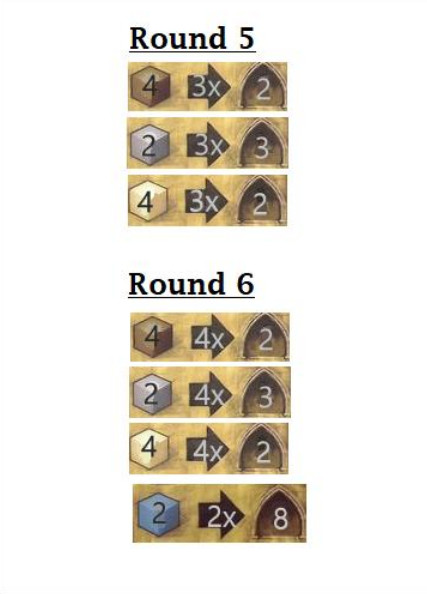 Round 5
4 3x 2
2 3x 3
4 3x 2
Round 6
4 4x 2
2 4x 3
4 4x 2
2 2x 8